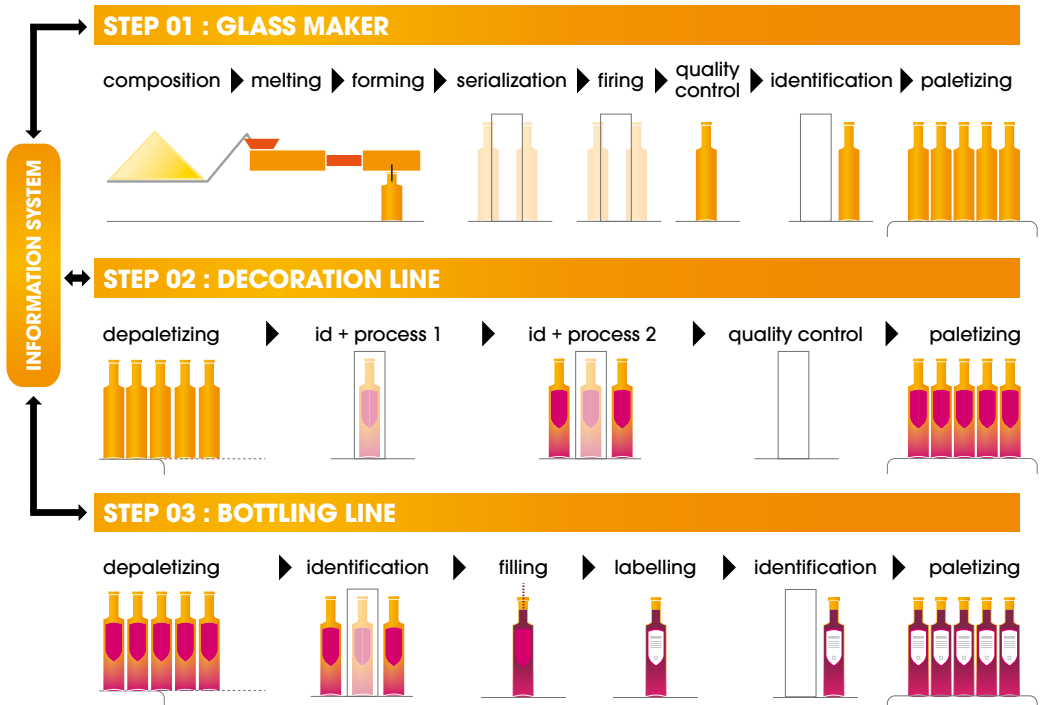 STEP 01 : GLASS MAKER
composition melting forming serialization firing quality control identification paletizing
INFORMATION SYSTEM
STEP 02 : DECORATION LINE
depaletizing id + process 1 id + process 2 quality control paletizing
STEP 03 : BOTTLING LINE
depaletizing identification filling labelling identification paletizing